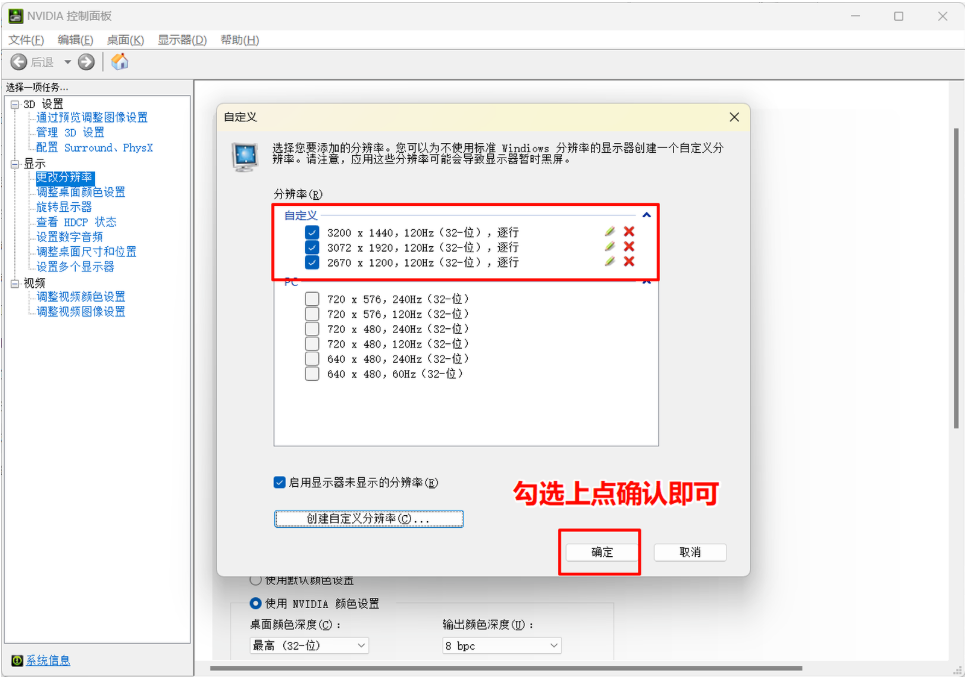 NVIDIA 控制面板
文件(F) 编辑(E) 桌面(K) 显示器(D) 帮助(H)
后退
选择一项任务...
3D 设置
通过预览调整图像设置
管理 3D 设置
配置 Surround、PhysX
显示
更改分辨率
调整桌面颜色设置
旋转显示器
查看 HDCP 状态
设置数字音频
调整桌面尺寸和位置
设置多个显示器
视频
调整视频颜色设置
调整视频图像设置
系统信息
自定义
选择您要添加的分辨率。您可以为不使用标准 Windiows 分辨率的显示器创建一个自定义分
辨率。请注意，应用这些分辨率可能会导致显示器暂时黑屏。
分辨率(R)
自定义
3200 x 1440，120Hz（32-位），逐行
3072 x 1920，120Hz（32-位），逐行
2670 x 1200，120Hz（32-位），逐行
PC
720 x 576，240Hz（32-位）
720 x 576，120Hz（32-位）
720 x 480，240Hz（32-位）
720 x 480，120Hz（32-位）
640 x 480，240Hz（32-位）
640 x 480，60Hz（32-位）
启用显示器未显示的分辨率(E)
勾选上点确认即可
创建自定义分辨率(C)...
确定
取消
使用默认颜色设置
使用 NVIDIA 颜色设置
桌面颜色深度(C)：
输出颜色深度(U)：
最高（32-位）
8 bpc